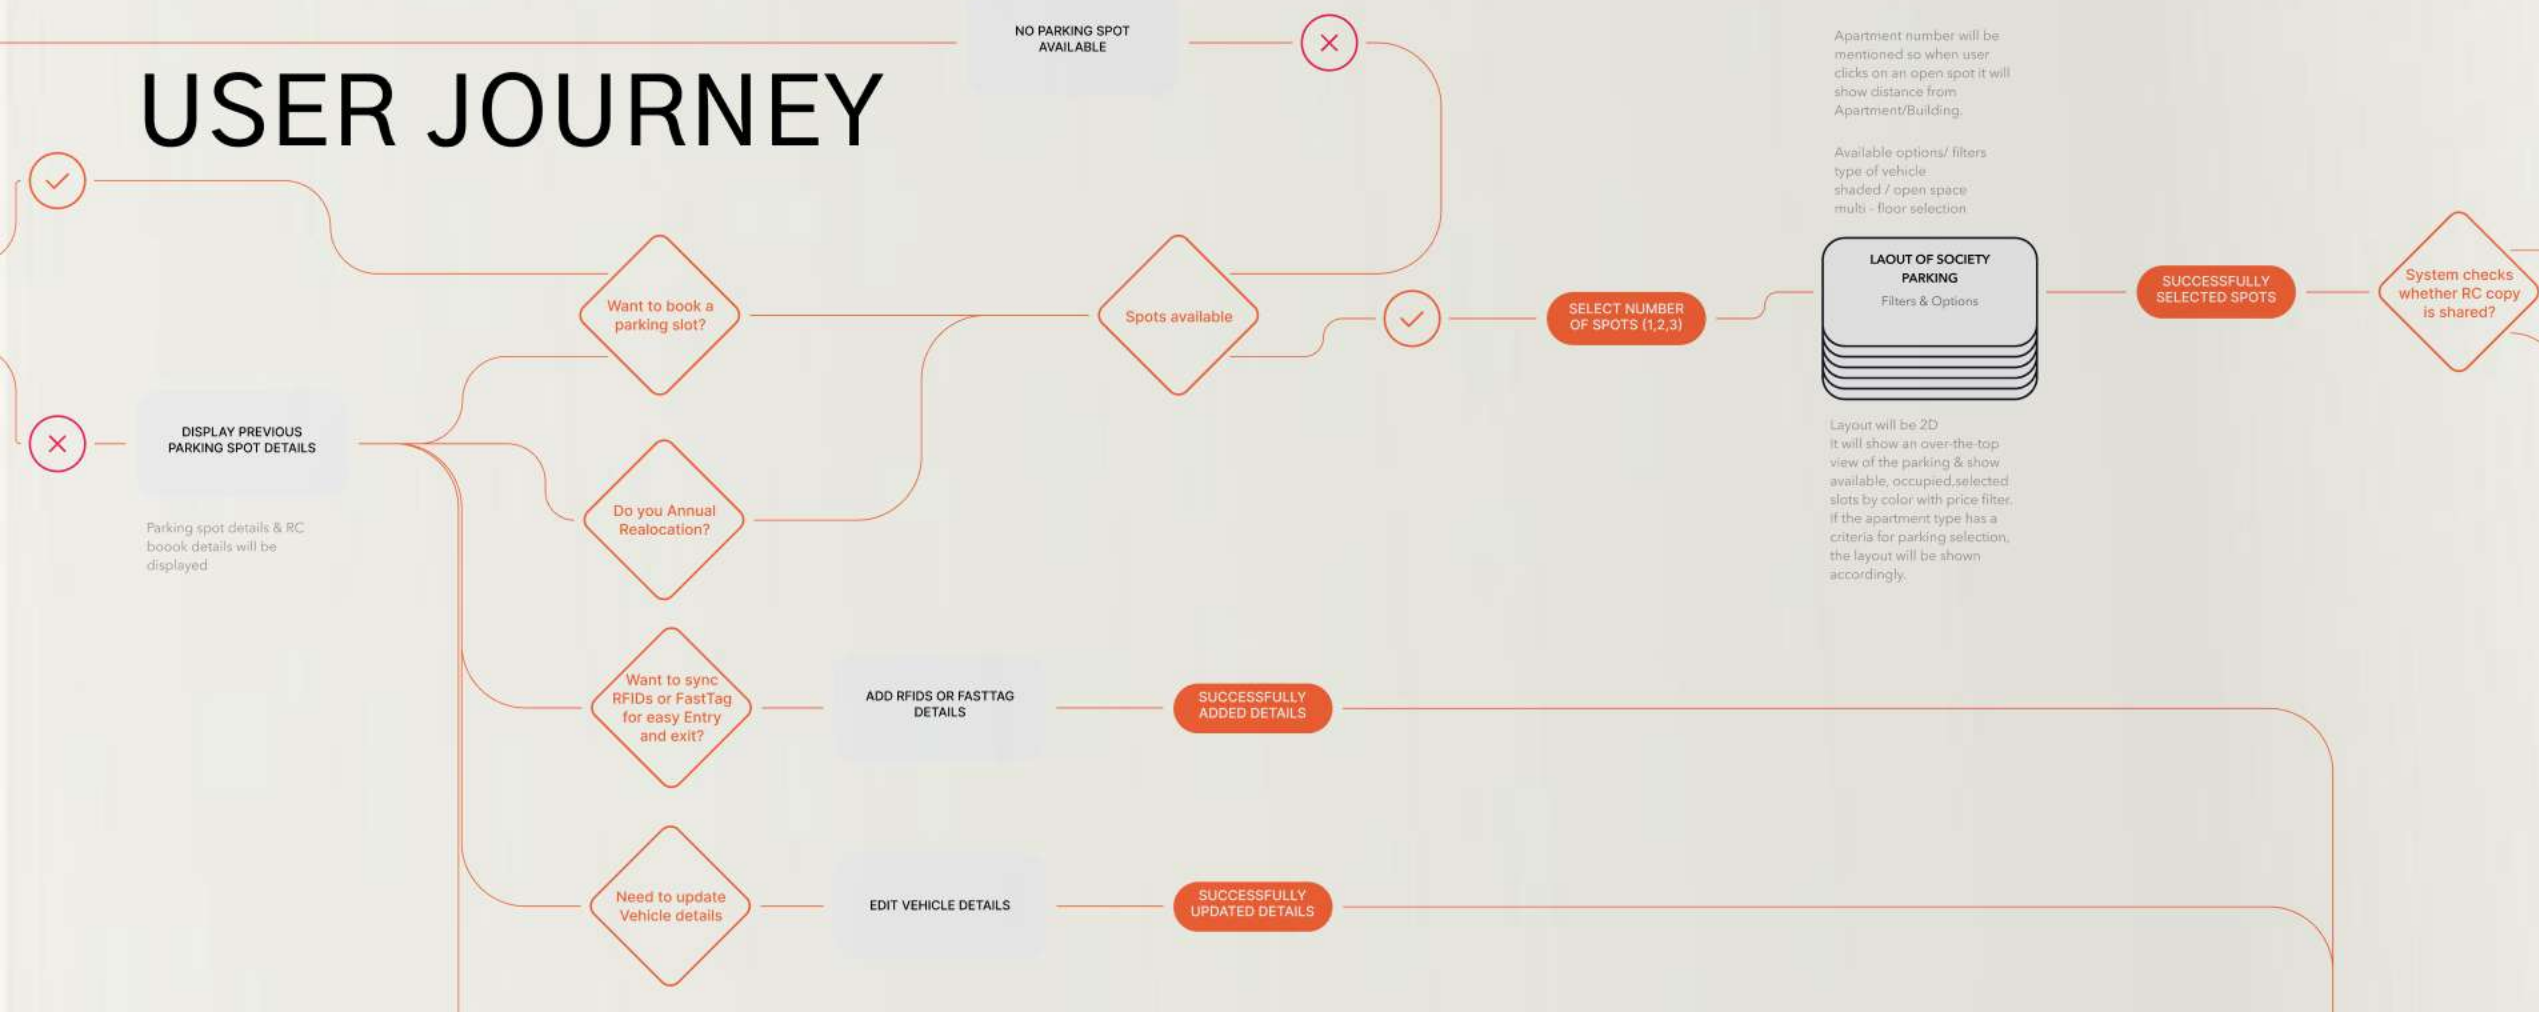 NO PARKING SPOT
AVAILABLE
USER JOURNEY
Apartment number will be
mentioned so when user
clicks on an open spot it will
show distance from
Apartment/Building.
Available options/ filters
type of vehicle
shaded / open space
multi - floor selection
Want to book a
parking slot?
Spots available
SELECT NUMBER
OF SPOTS (1,2,3)
LAOUT OF SOCIETY
PARKING
Filters & Options
SUCCESSFULLY
SELECTED SPOTS
System checks
whether RC copy
is shared?
DISPLAY PREVIOUS
PARKING SPOT DETAILS
Parking spot details & RC
boook details will be
displayed
Do you Annual
Realocation?
Layout will be 2D
It will show an over-the-top
view of the parking & show
available, occupied,selected
slots by color with price filter.
If the apartment type has a
criteria for parking selection,
the layout will be shown
accordingly.
Want to sync
RFIDs or FastTag
for easy Entry
and exit?
ADD RFIDS OR FASTTAG
DETAILS
SUCCESSFULLY
ADDED DETAILS
Need to update
Vehicle details
EDIT VEHICLE DETAILS
SUCCESSFULLY
UPDATED DETAILS